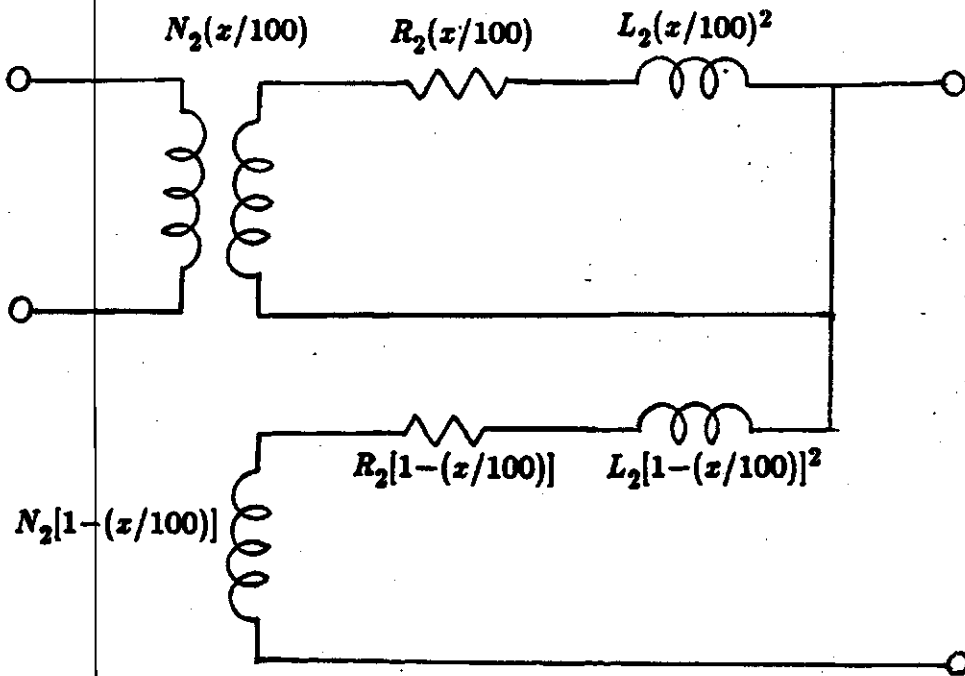 N₂(x/100) R₂(x/100) L₂(x/100)²
R₂[1-(x/100)] L₂[1-(x/100)]²
N₂[1-(x/100)]